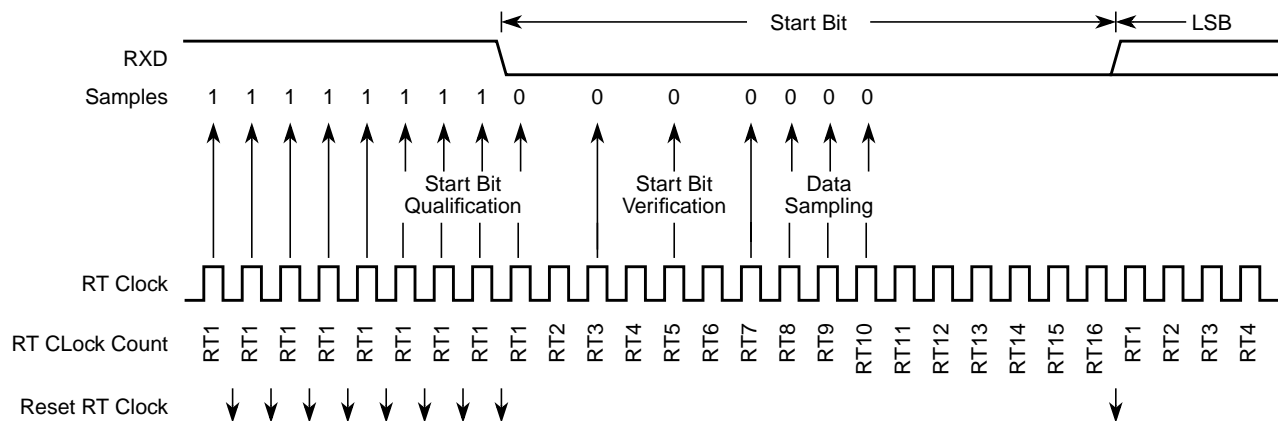 Start Bit LSB
RXD
Samples 1 1 1 1 1 1 1 1 0 0 0 0 0 0 0
Start Bit Qualification
Start Bit Verification
Data Sampling
RT Clock
RT CLock Count RT1 RT1 RT1 RT1 RT1 RT1 RT1 RT1 RT1 RT2 RT3 RT4 RT5 RT6 RT7 RT8 RT9 RT10 RT11 RT12 RT13 RT14 RT15 RT16 RT1 RT2 RT3 RT4
Reset RT Clock